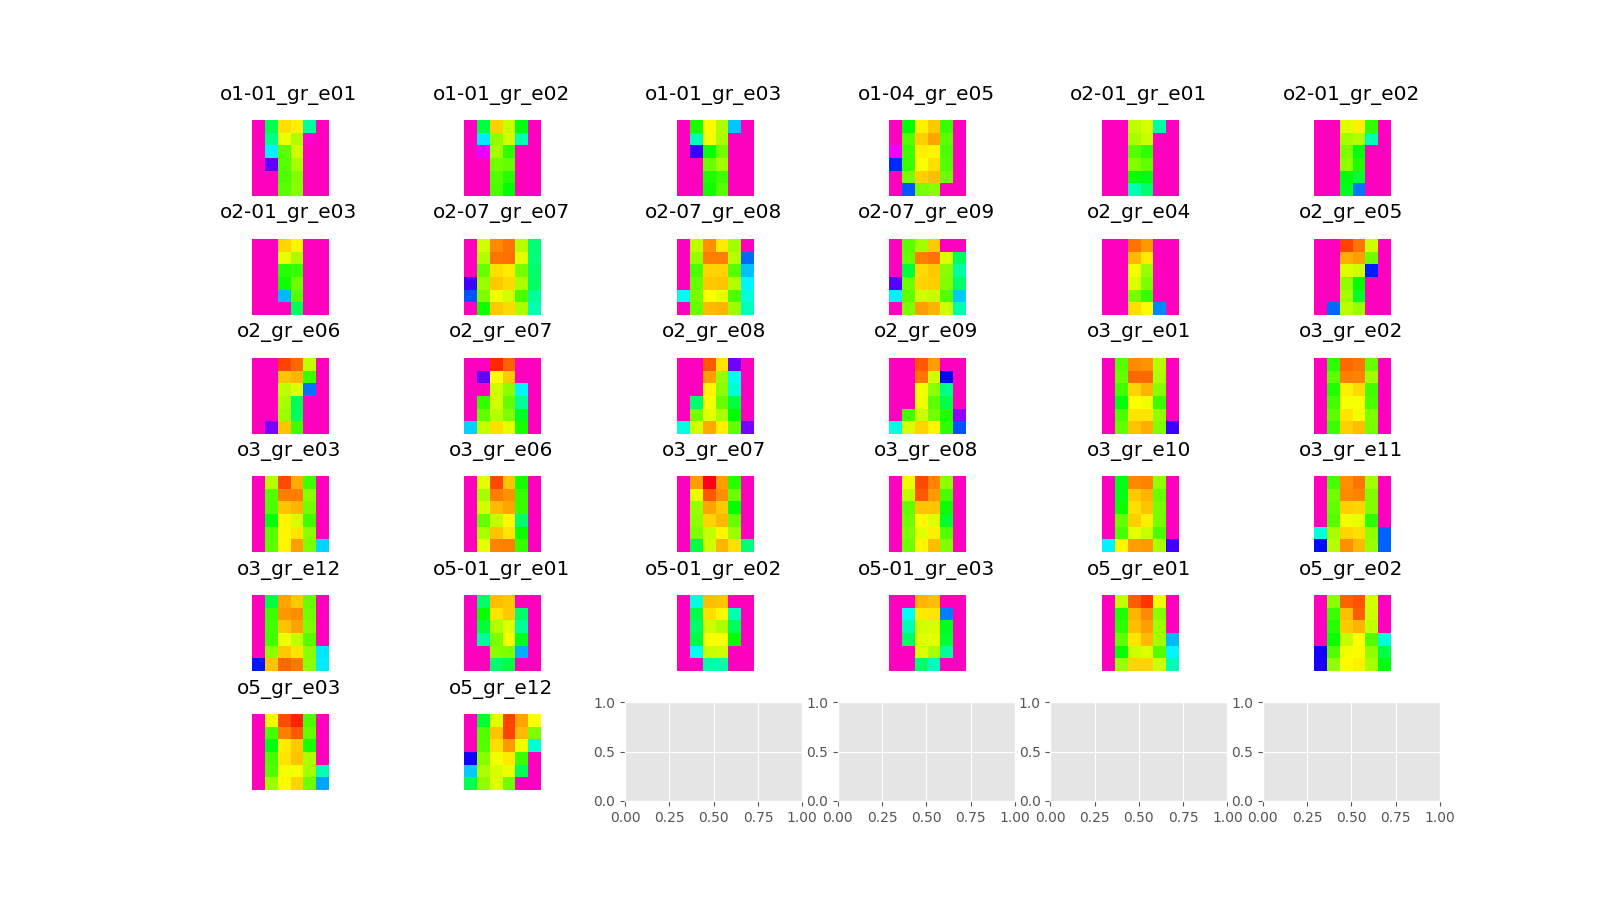 o1-01_gr_e01 o1-01_gr_e02 o1-01_gr_e03 o1-04_gr_e05 o2-01_gr_e01 o2-01_gr_e02
o2-01_gr_e03 o2-07_gr_e07 o2-07_gr_e08 o2-07_gr_e09 o2_gr_e04 o2_gr_e05
o2_gr_e06 o2_gr_e07 o2_gr_e08 o2_gr_e09 o3_gr_e01 o3_gr_e02
o3_gr_e03 o3_gr_e06 o3_gr_e07 o3_gr_e08 o3_gr_e10 o3_gr_e11
o3_gr_e12 o5-01_gr_e01 o5-01_gr_e02 o5-01_gr_e03 o5_gr_e01 o5_gr_e02
o5_gr_e03 o5_gr_e12
1.0 1.0 1.0 1.0
0.5 0.5 0.5 0.5
0.0 0.0 0.0 0.0
0.00 0.25 0.50 0.75 1.00 0.00 0.25 0.50 0.75 1.00 0.00 0.25 0.50 0.75 1.00 0.00 0.25 0.50 0.75 1.00